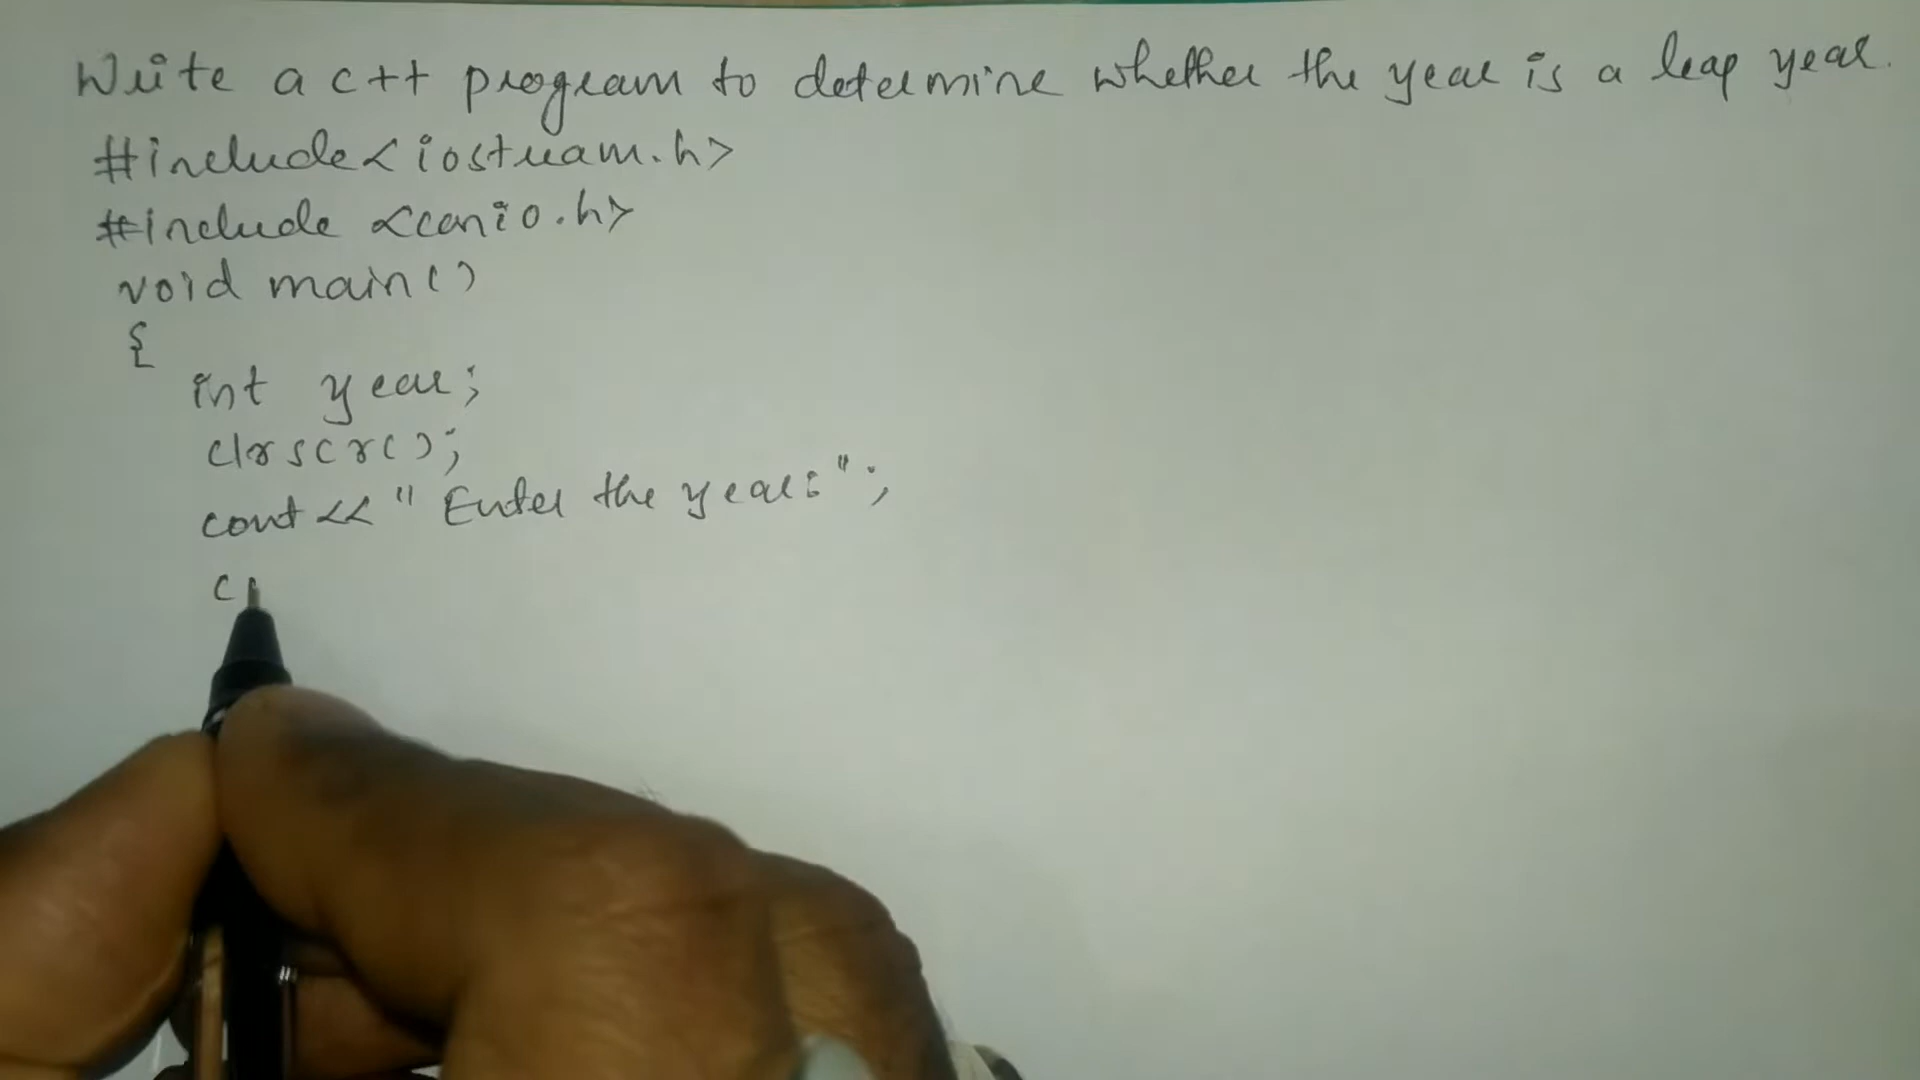 Write a c++ program to determine whether the year is a leap year.
#include<iostream.h>
#include <conio.h>
void main()
{
int year;
clrscr();
cout<<"Enter the year:";
c